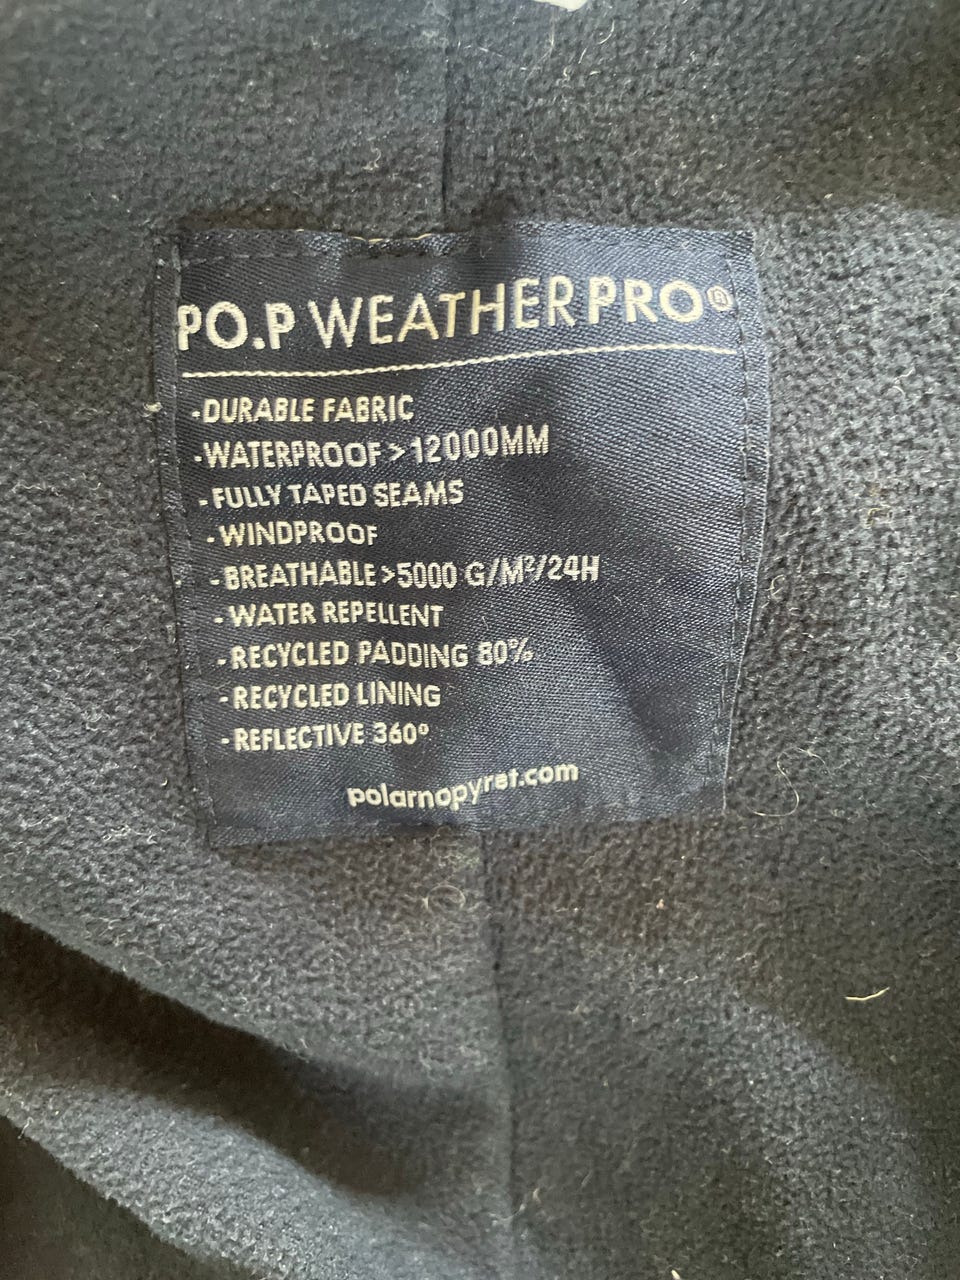 PO.P WEATHERPRO®
-DURABLE FABRIC
-WATERPROOF >12000MM
-FULLY TAPED SEAMS
-WINDPROOF
-BREATHABLE >5000 G/M²/24H
-WATER REPELLENT
-RECYCLED PADDING 80%
-RECYCLED LINING
-REFLECTIVE 360°
polarnopyret.com